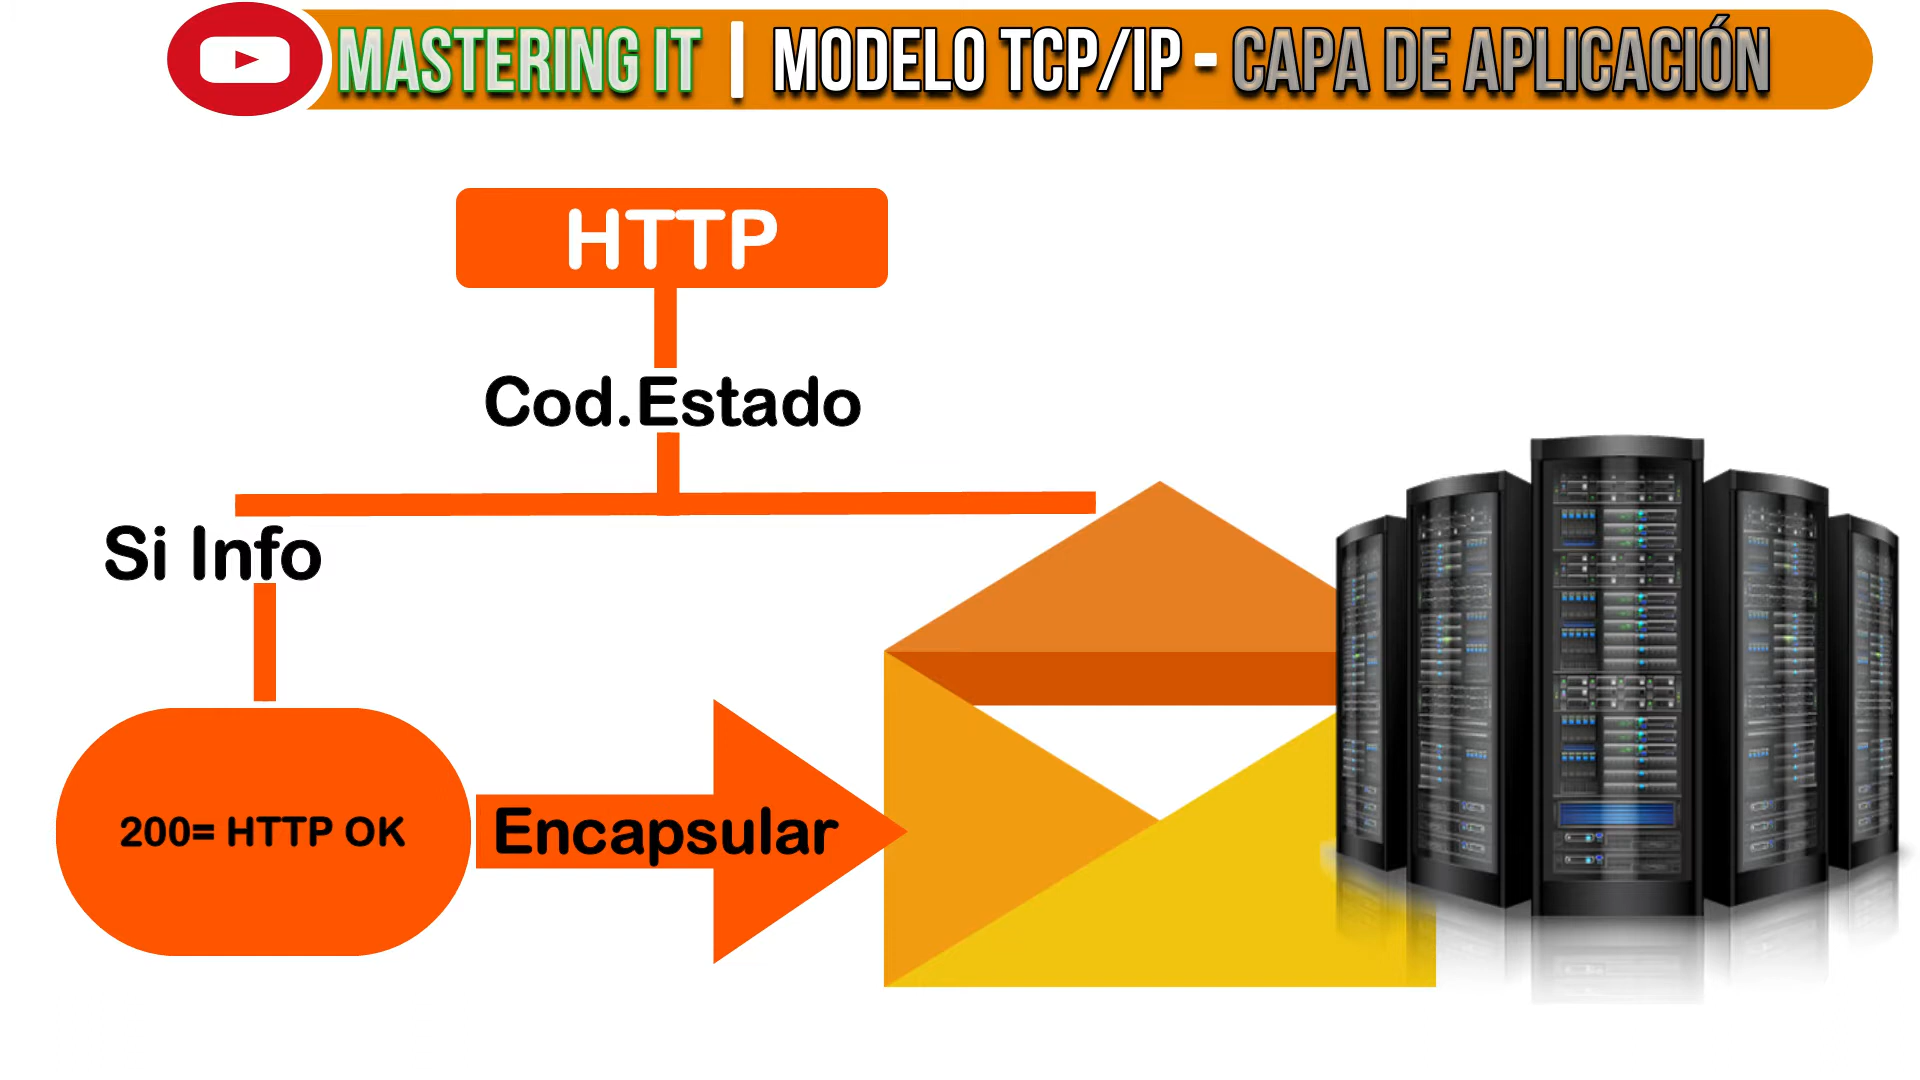 MASTERING IT | MODELO TCP/IP - CAPA DE APLICACIÓN
HTTP
Cod.Estado
Si Info
200= HTTP OK
Encapsular